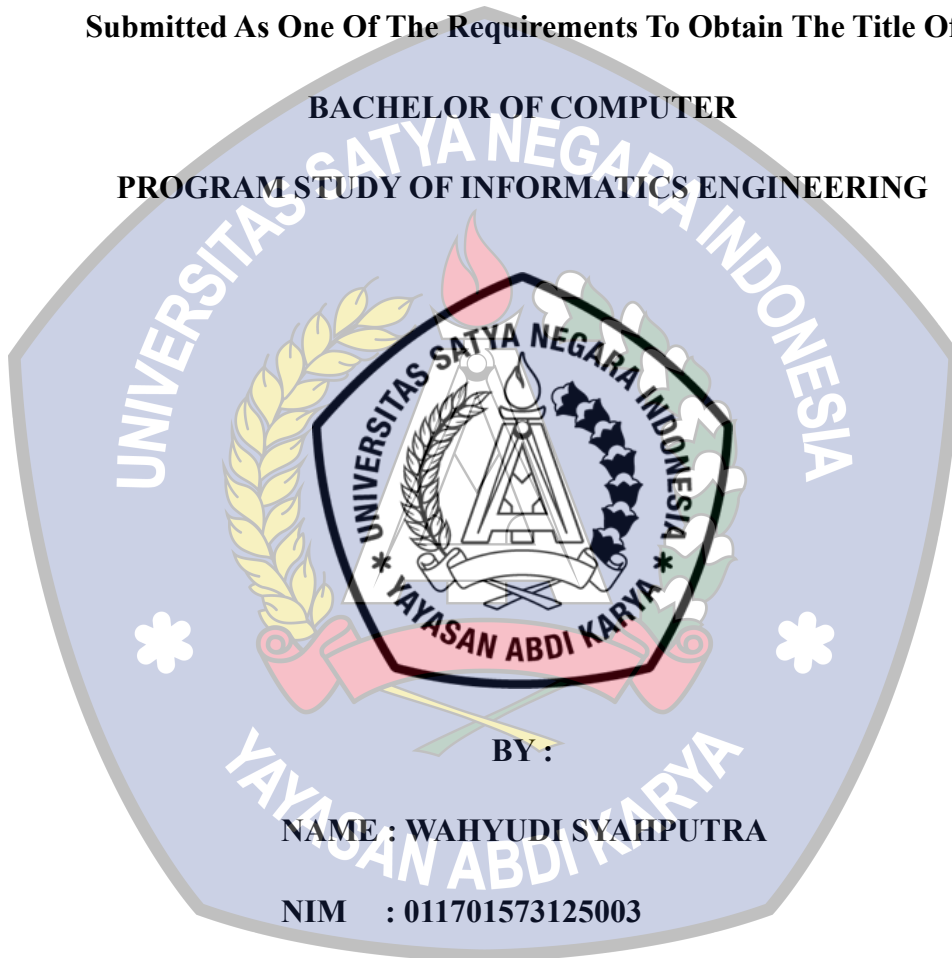 Submitted As One Of The Requirements To Obtain The Title Of
BACHELOR OF COMPUTER
PROGRAM STUDY OF INFORMATICS ENGINEERING
UNIVERSITAS SATYA NEGARA INDONESIA
UNIVERSITAS SATYA NEGARA INDONESIA
* YAYASAN ABDI KARYA *
BY :
NAME : WAHYUDI SYAHPUTRA
NIM : 011701573125003
* YAYASAN ABDI KARYA *